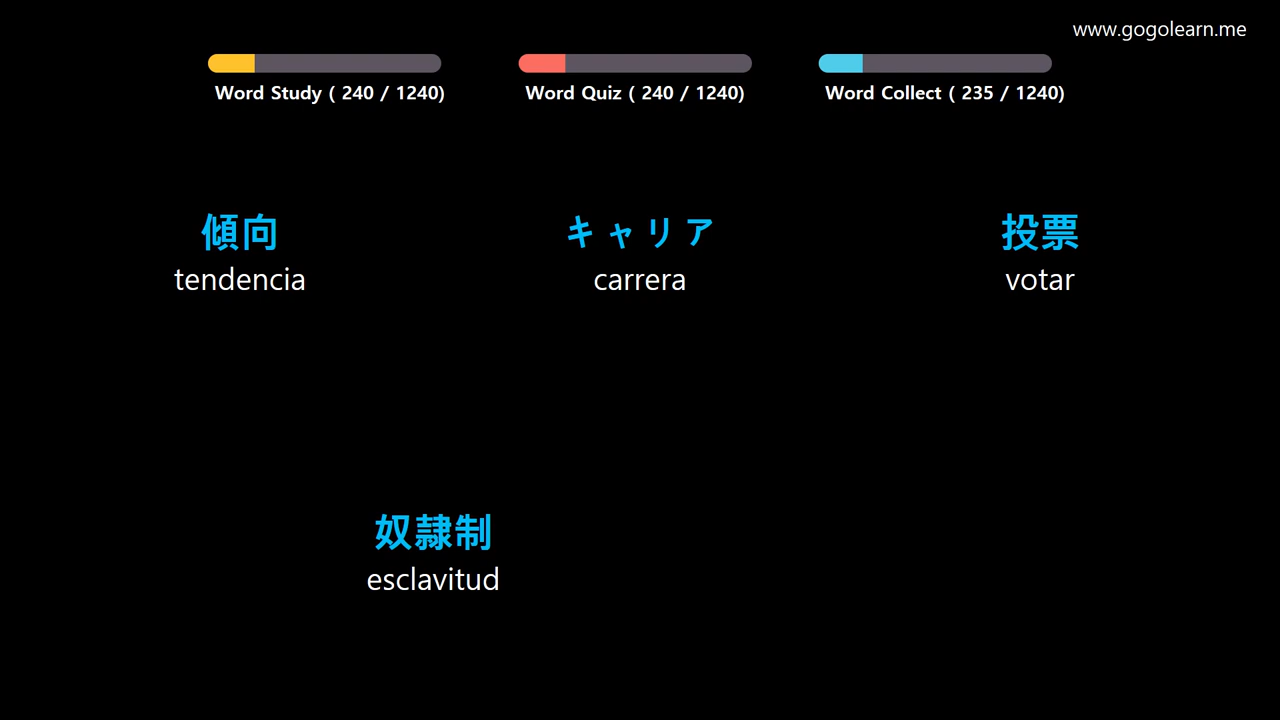 www.gogolearn.me
Word Study ( 240 / 1240)
Word Quiz ( 240 / 1240)
Word Collect ( 235 / 1240)
傾向
tendencia
キャリア
carrera
投票
votar
奴隷制
esclavitud